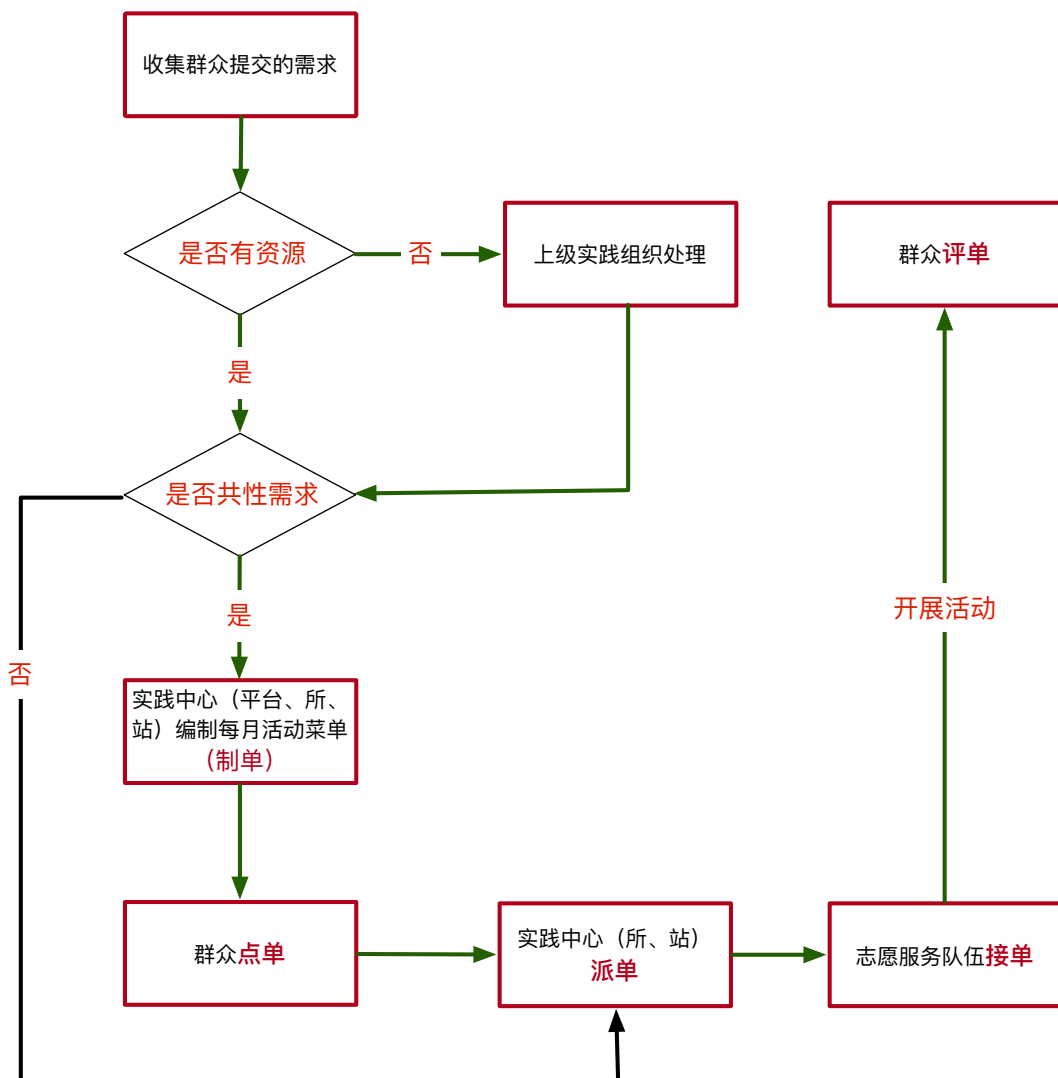 收集群众提交的需求
是否有资源
否
上级实践组织处理
群众评单
是
是否共性需求
是
否
开展活动
实践中心（平台、所、
站）编制每月活动菜单
（制单）
群众点单
实践中心（所、站）
派单
志愿服务队伍接单